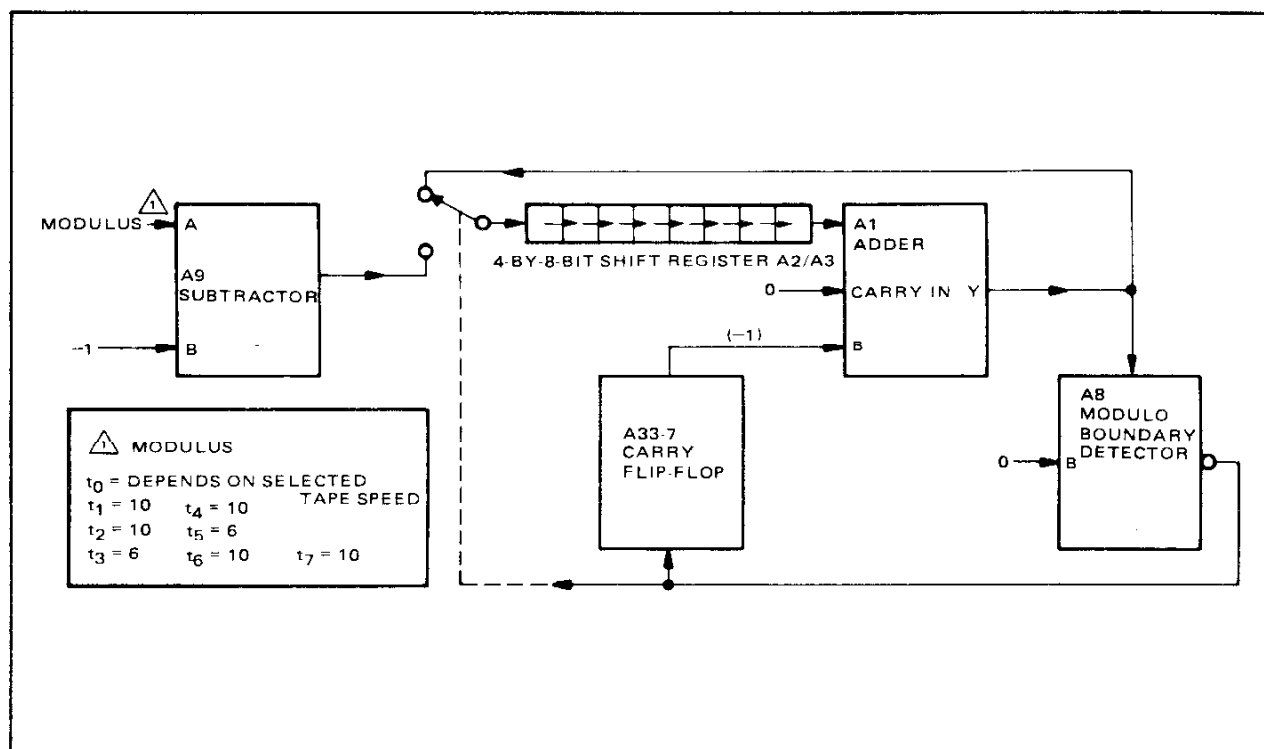 MODULUS
1
A
A9
SUBTRACTOR
-1
B
4-BY-8-BIT SHIFT REGISTER A2/A3
A1
ADDER
0
CARRY IN Y
(-1)
B
A33-7
CARRY
FLIP-FLOP
A8
MODULO
BOUNDARY
DETECTOR
0
B
1 MODULUS
t0 = DEPENDS ON SELECTED
TAPE SPEED
t1 = 10 t4 = 10
t2 = 10 t5 = 6
t3 = 6 t6 = 10 t7 = 10